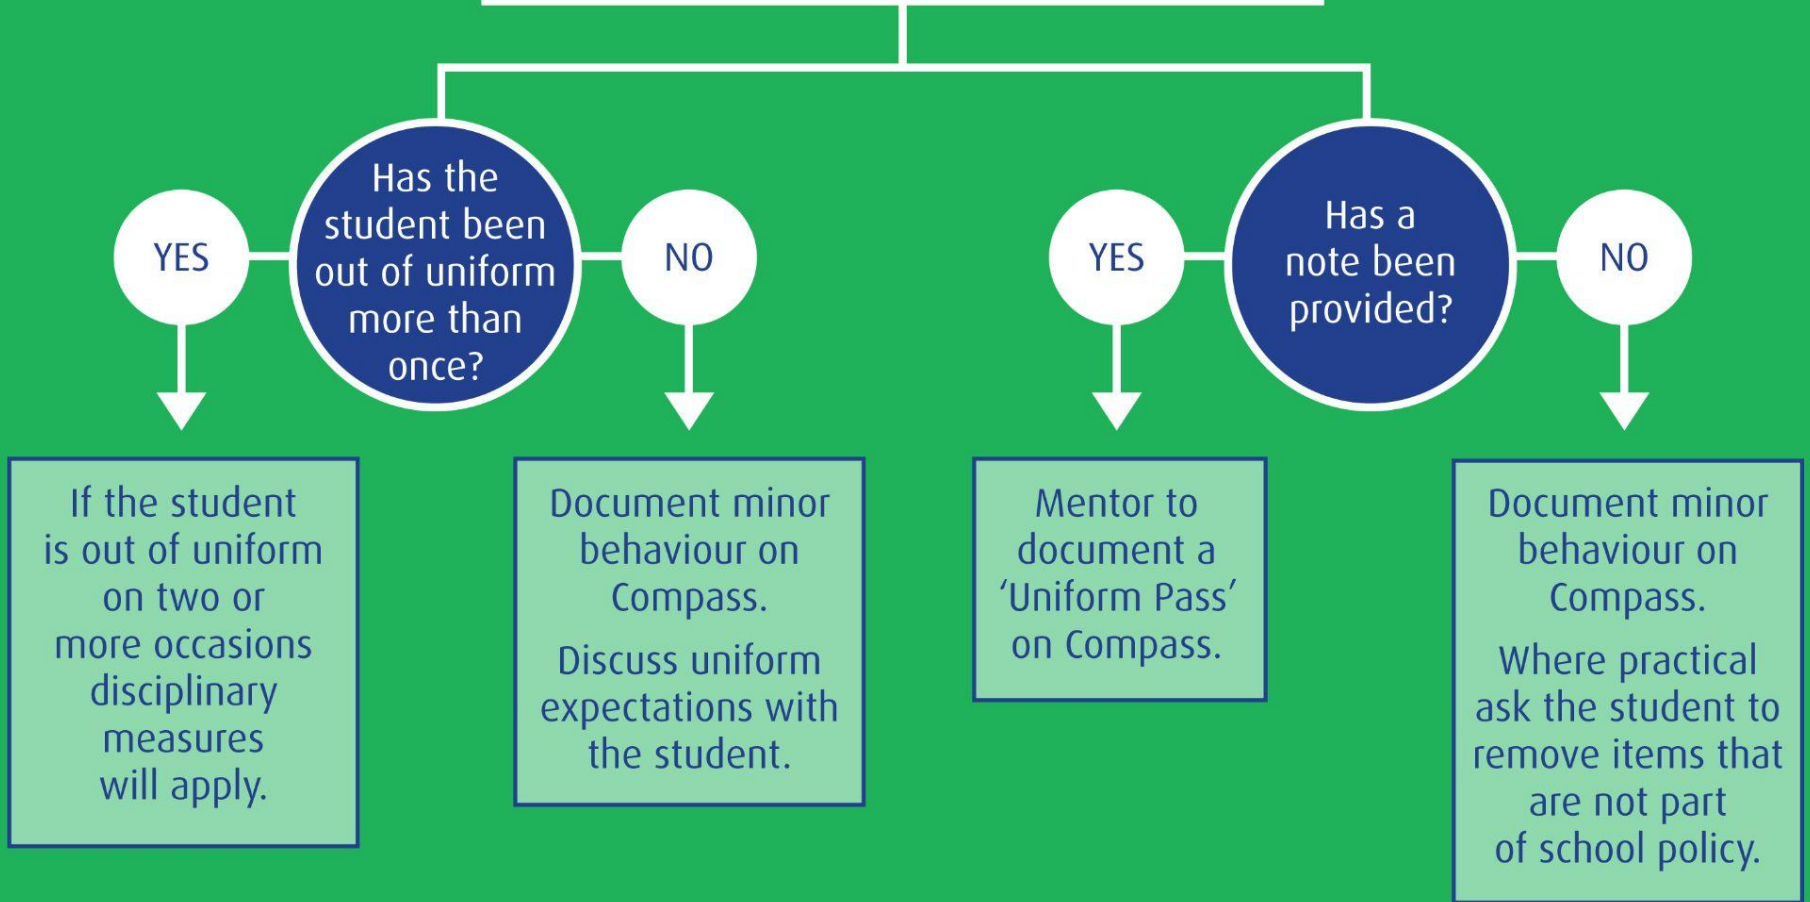 Has the
student been
out of uniform
more than
once?
YES
NO
If the student
is out of uniform
on two or
more occasions
disciplinary
measures
will apply.
Document minor
behaviour on
Compass.
Discuss uniform
expectations with
the student.
Has a
note been
provided?
YES
NO
Mentor to
document a
‘Uniform Pass’
on Compass.
Document minor
behaviour on
Compass.
Where practical
ask the student to
remove items that
are not part
of school policy.